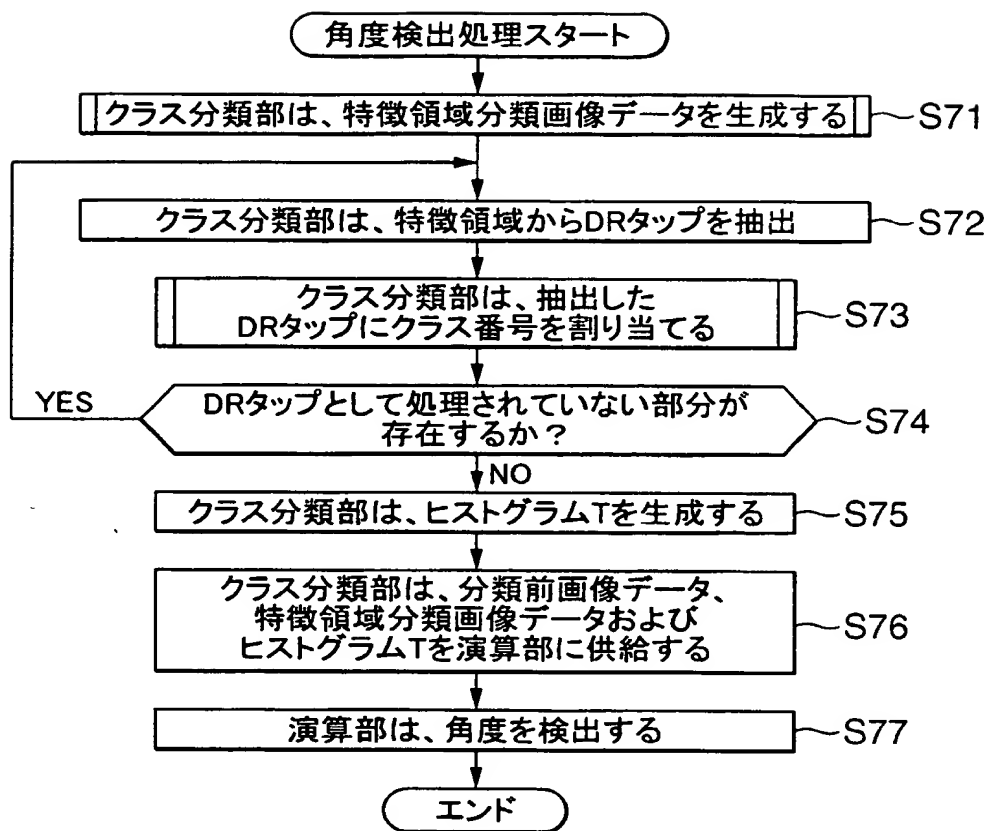 角度検出処理スタート
クラス分類部は、特徴領域分類画像データを生成する
S71
クラス分類部は、特徴領域からDRタップを抽出
S72
クラス分類部は、抽出した
DRタップにクラス番号を割り当てる
S73
YES
DRタップとして処理されていない部分が
存在するか？
S74
NO
クラス分類部は、ヒストグラムTを生成する
S75
クラス分類部は、分類前画像データ、
特徴領域分類画像データおよび
ヒストグラムTを演算部に供給する
S76
演算部は、角度を検出する
S77
エンド